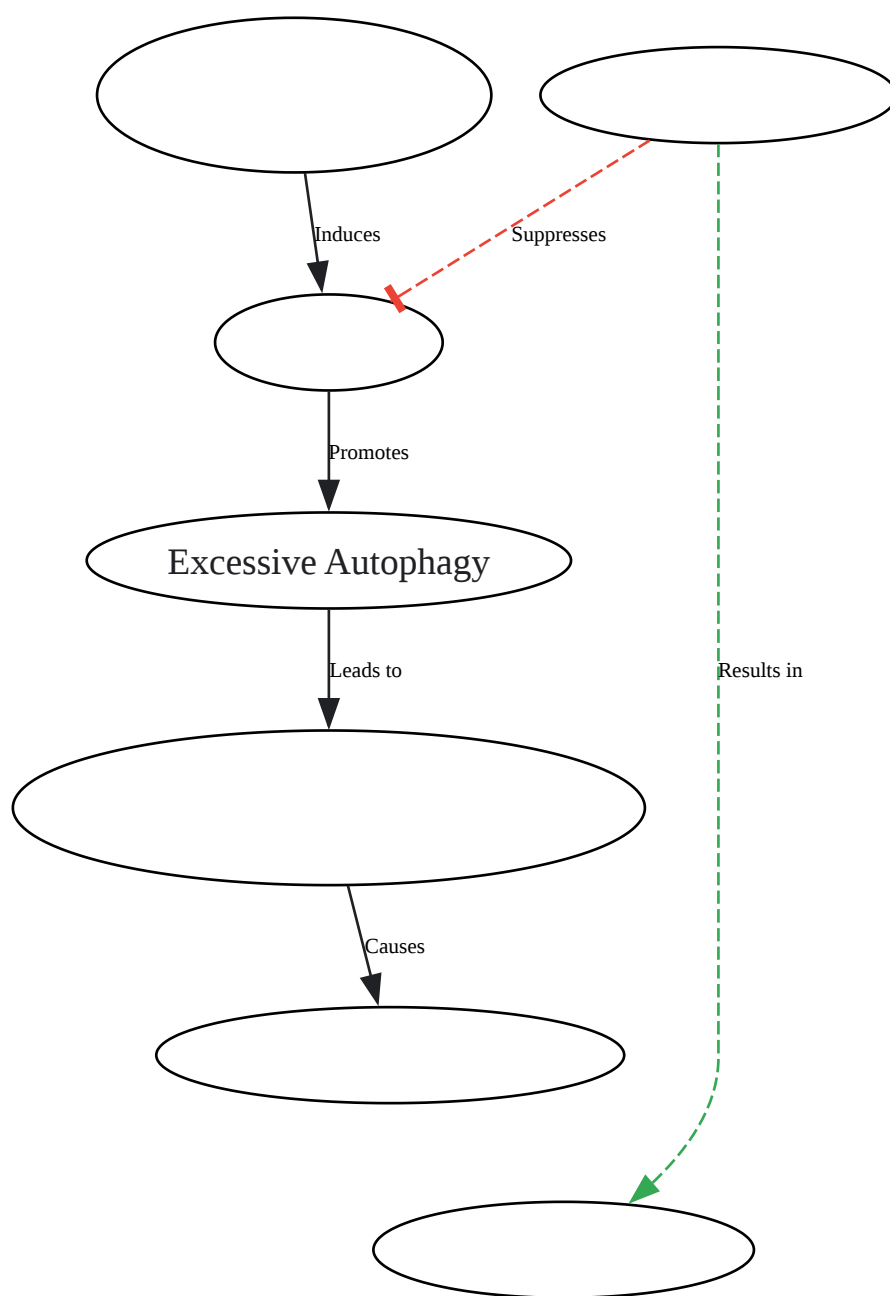 Induces
Suppresses
Promotes
Excessive Autophagy
Leads to
Results in
Causes